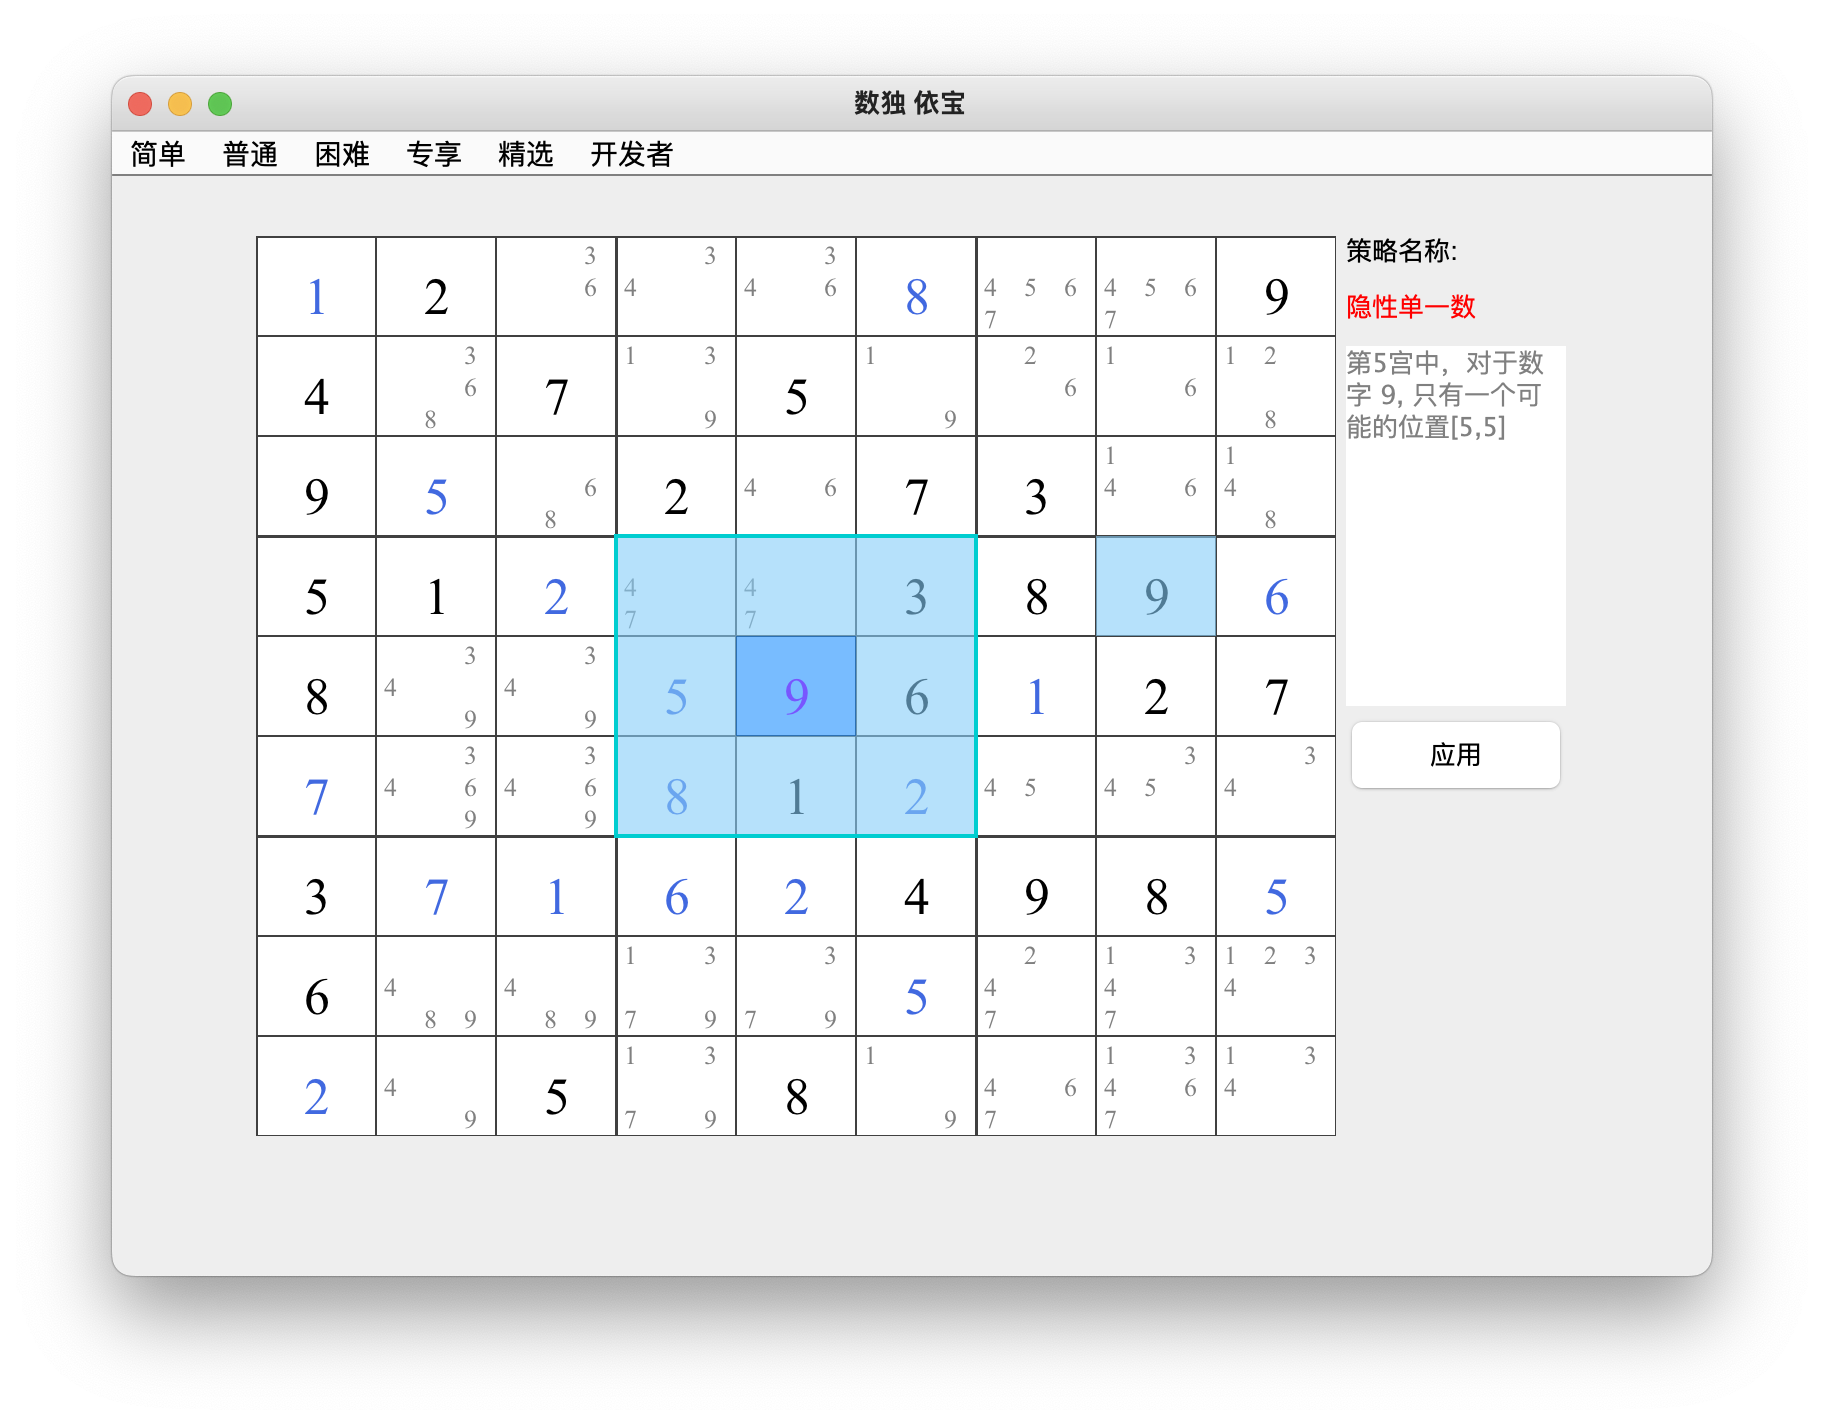 数独 依宝
简单 普通 困难 专享 精选 开发者
策略名称:
隐性单一数
第5宫中，对于数
字 9, 只有一个可
能的位置[5,5]
应用
3 3 3
1 2 6 4 4 6 8 4 5 6 4 5 6 9
7 7
3 1 3 1 2 1 1 2
4 6 7 5 6 6
8 9 9 8
1 1
9 5 6 2 4 6 7 3 4 6 4
8 8
5 1 2 4 4 3 8 9 6
7 7
3 3
8 4 4 5 9 6 1 2 7
9 9
3 3 3 3
7 4 6 4 6 8 1 2 4 5 4 5 4
9 9
3 7 1 6 2 4 9 8 5
1 3 3 2 1 3 1 2 3
6 4 4 5 4 4 4
8 9 8 9 7 9 7 9 7 7
1 3 1 1 3 1 3
2 4 5 8 4 6 4 6 4
9 7 9 9 7 7